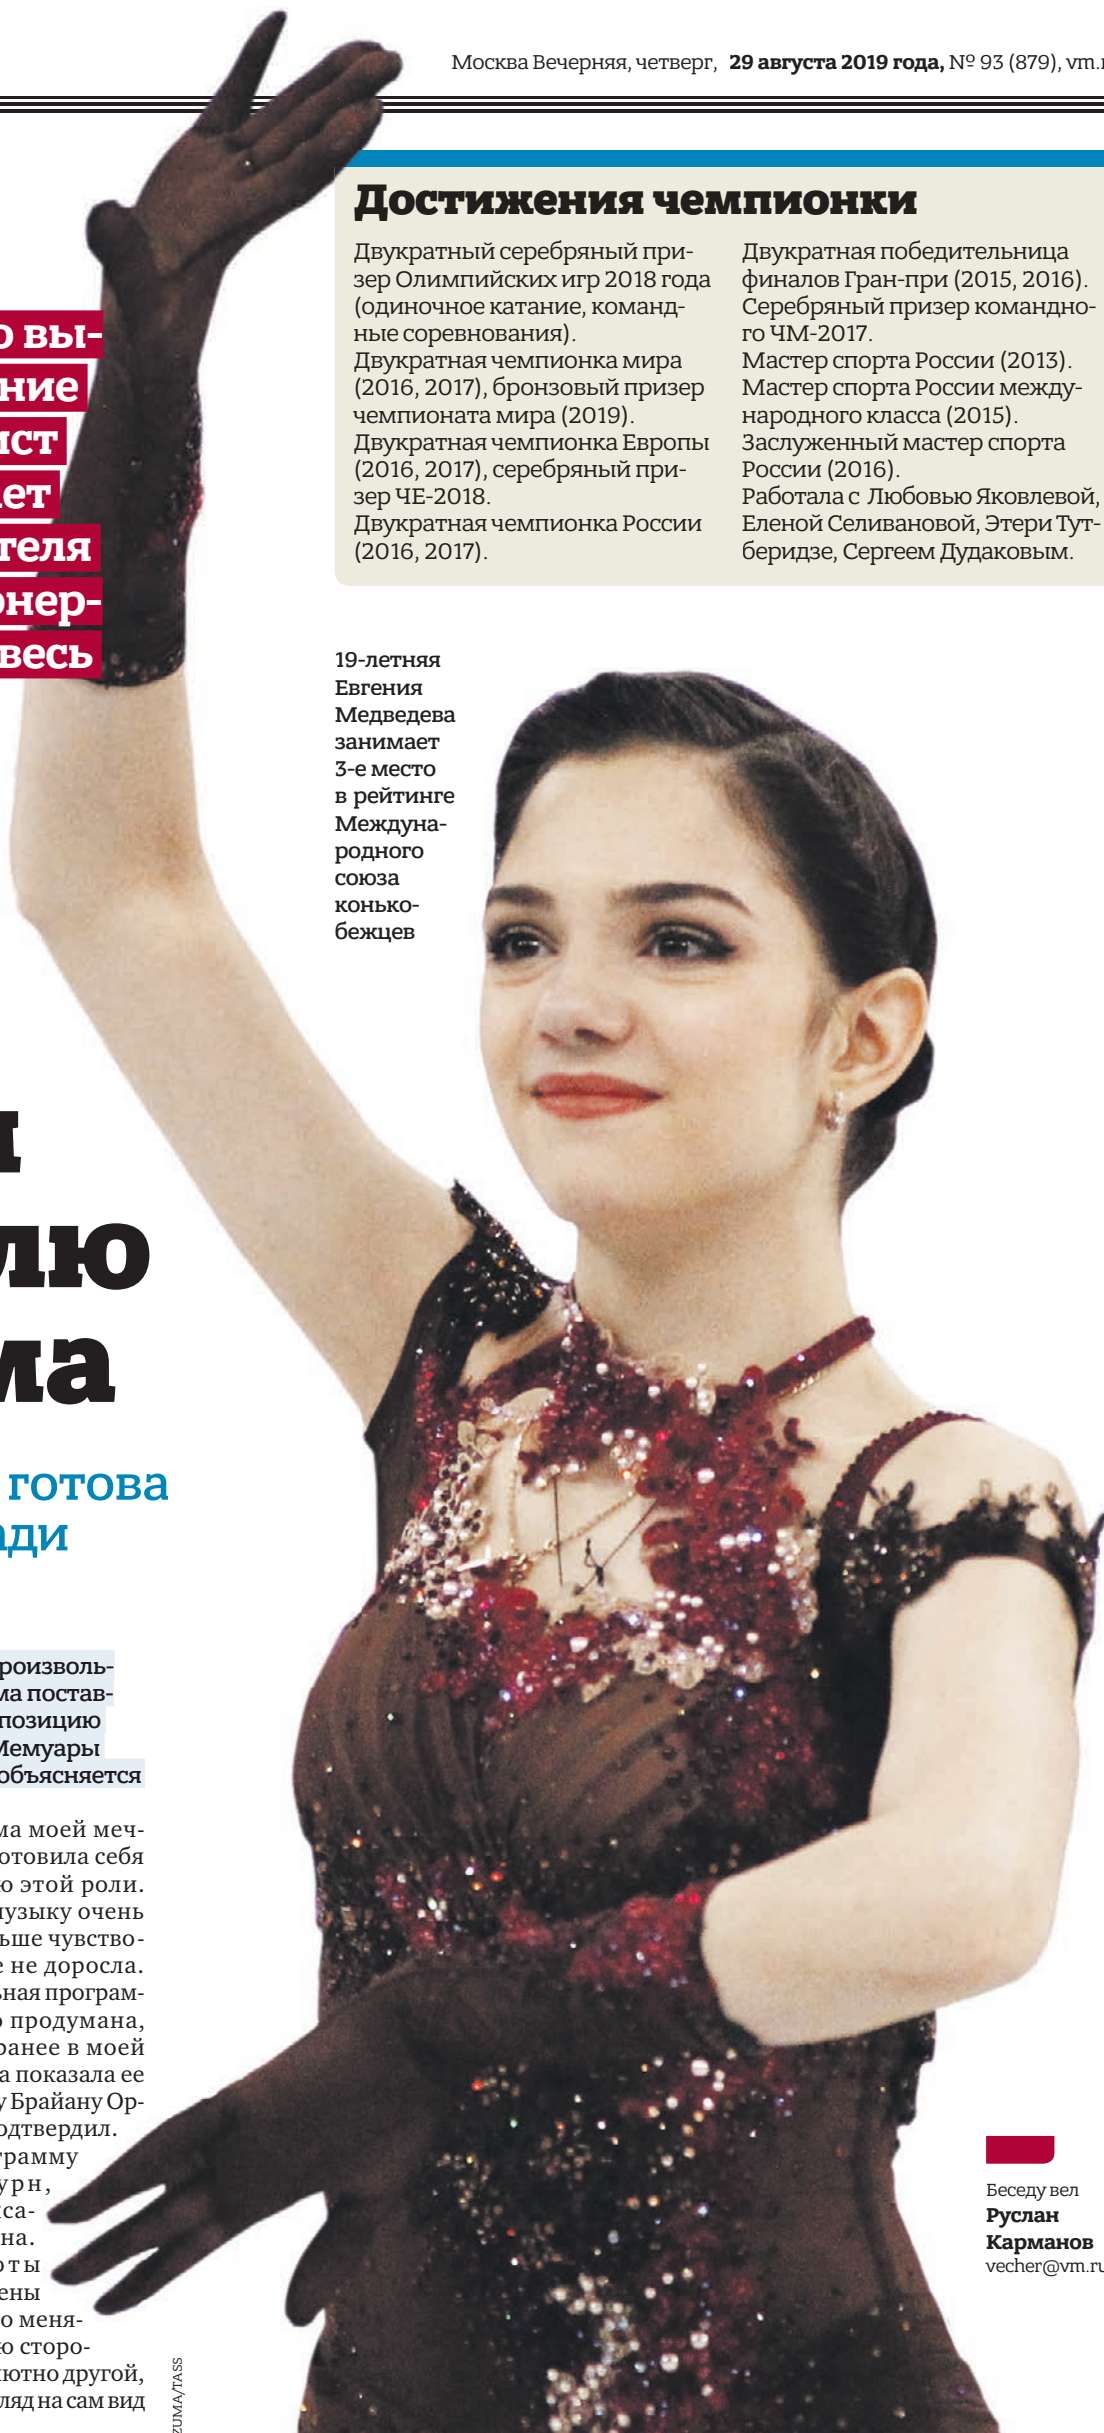 Москва Вечерняя, четверг, 29 августа 2019 года, № 93 (879), vm.r
Достижения чемпионки
Двукратный серебряный при-
зер Олимпийских игр 2018 года
(одиночное катание, команд-
ные соревнования).
Двукратная чемпионка мира
(2016, 2017), бронзовый призер
чемпионата мира (2019).
Двукратная чемпионка Европы
(2016, 2017), серебряный при-
зер ЧЕ-2018.
Двукратная чемпионка России
(2016, 2017).
Двукратная победительница
финалов Гран-при (2015, 2016).
Серебряный призер командно-
го ЧМ-2017.
Мастер спорта России (2013).
Мастер спорта России между-
народного класса (2015).
Заслуженный мастер спорта
России (2016).
Работала с Любовью Яковлевой,
Еленой Селивановой, Этери Тут-
беридзе, Сергеем Дудаковым.
о вы-
ние
ист
ет
теля
онер-
весь
19-летняя
Евгения
Медведева
занимает
3-е место
в рейтинге
Междуна-
родного
союза
конько-
бежцев
лю
ма
готова
ади
роизволь-
ма постав-
позицию
Мемуары
объясняется
ма моей меч-
отовила себя
ю этой роли.
музыку очень
ьше чувство-
е не доросла.
ьная програм-
о продумана,
ранее в моей
а показала ее
у Брайану Ор-
одтвердил.
грамму
урн,
са-
на.
оты
ены
о меня-
ю сторо-
ютно другой,
ляд на сам вид
ZUMA/TASS
Беседу вел
Руслан
Карманов
vecher@vm.ru